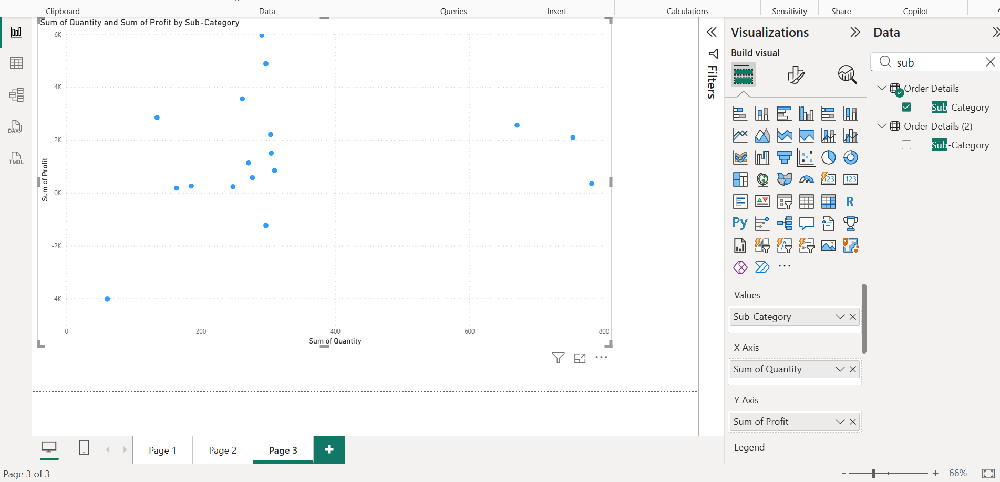 Clipboard
Data
Queries
Insert
Calculations
Sensitivity
Share
Copilot
Sum of Quantity and Sum of Profit by Sub-Category
6K
4K
2K
0K
-2K
-4K
Sum of Profit
0
200
400
600
800
Sum of Quantity
DAX
TMDL
Filters
Visualizations
Build visual
123
123
R
Py
Values
Sub-Category
X Axis
Sum of Quantity
Y Axis
Sum of Profit
Legend
Data
sub
Order Details
Sub-Category
Order Details (2)
Sub-Category
Page 1
Page 2
Page 3
Page 3 of 3
66%